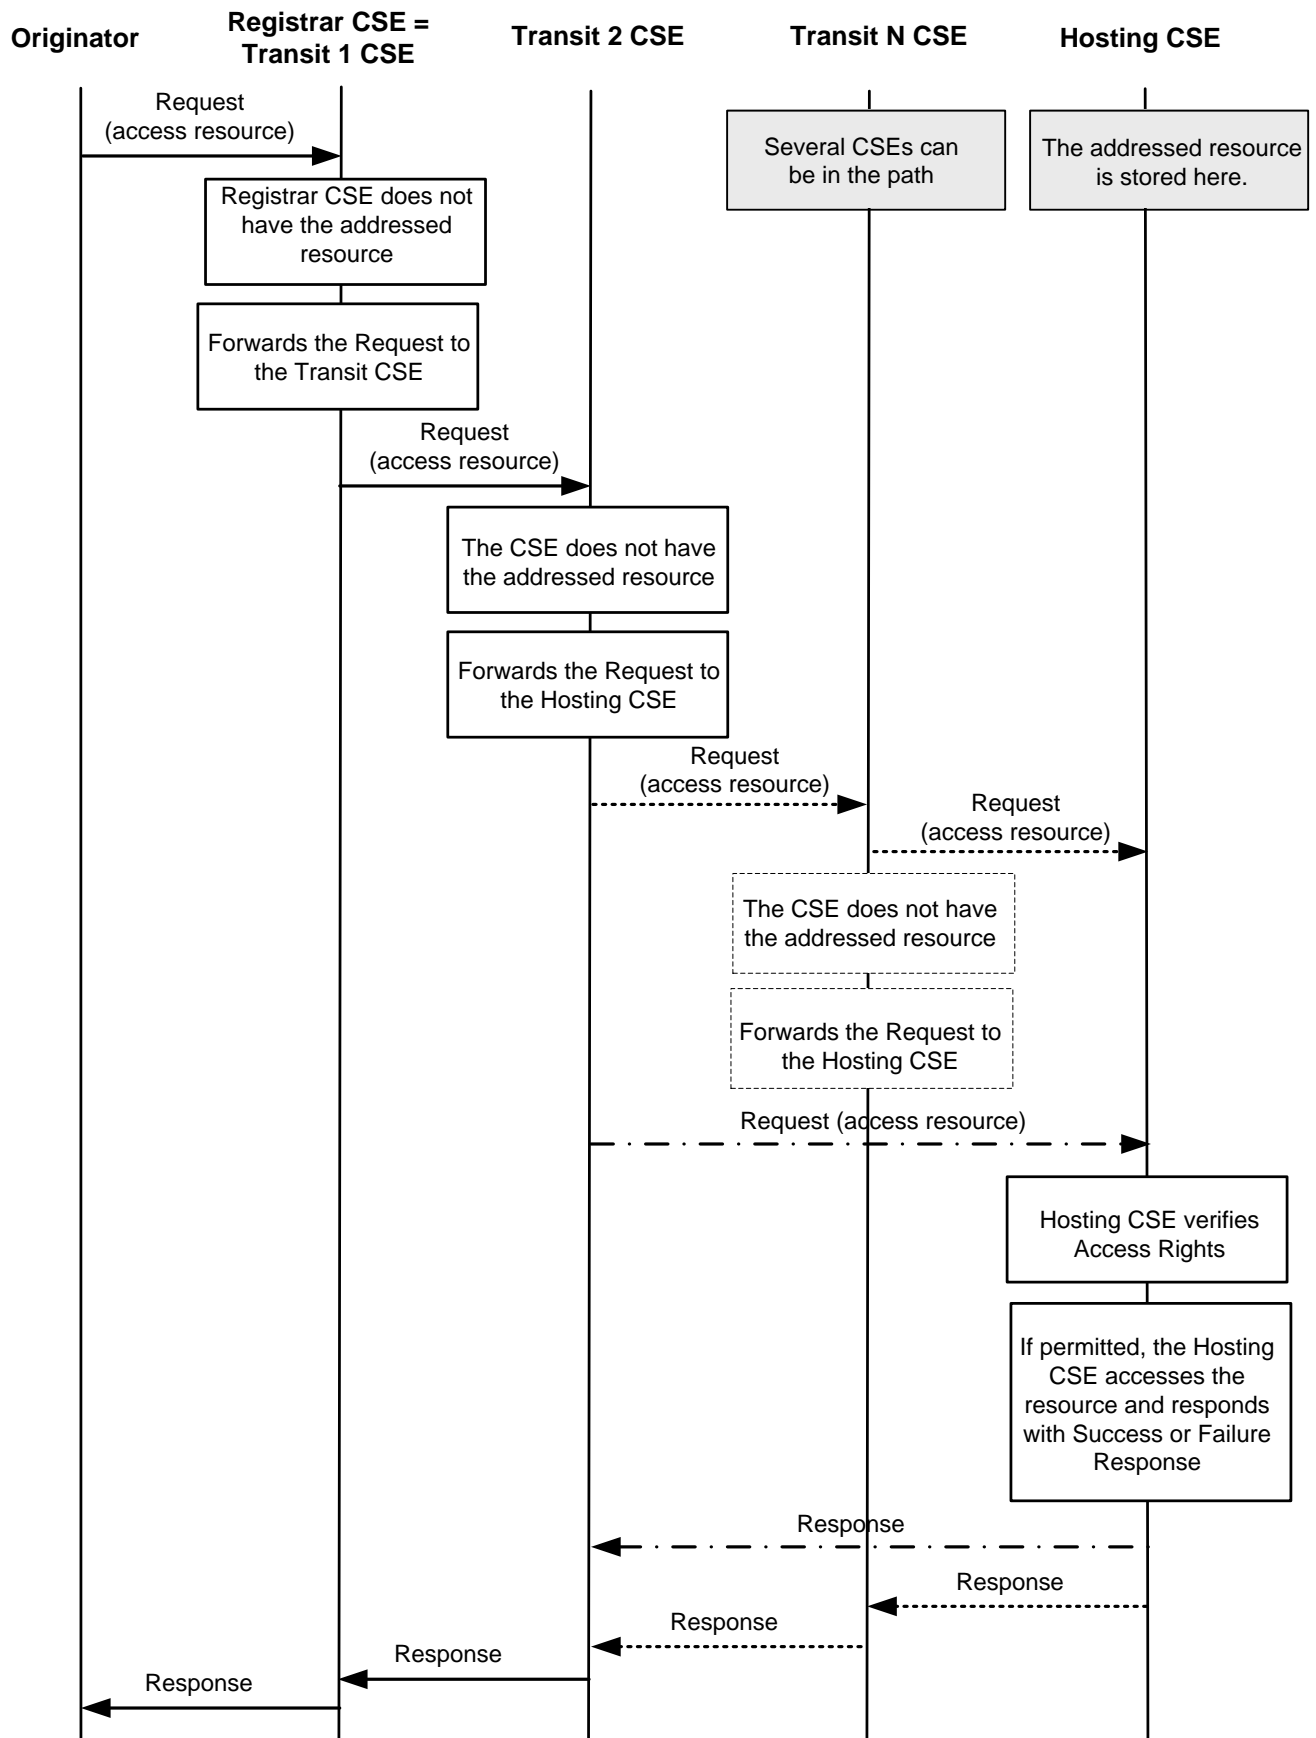 Originator
Registrar CSE =
Transit 1 CSE
Transit 2 CSE
Transit N CSE
Hosting CSE
Request
(access resource)
Several CSEs can
be in the path
The addressed resource
is stored here.
Registrar CSE does not
have the addressed
resource
Forwards the Request to
the Transit CSE
Request
(access resource)
The CSE does not have
the addressed resource
Forwards the Request to
the Hosting CSE
Request
(access resource)
Request
(access resource)
The CSE does not have
the addressed resource
Forwards the Request to
the Hosting CSE
Request (access resource)
Hosting CSE verifies
Access Rights
If permitted, the Hosting
CSE accesses the
resource and responds
with Success or Failure
Response
Response
Response
Response
Response
Response